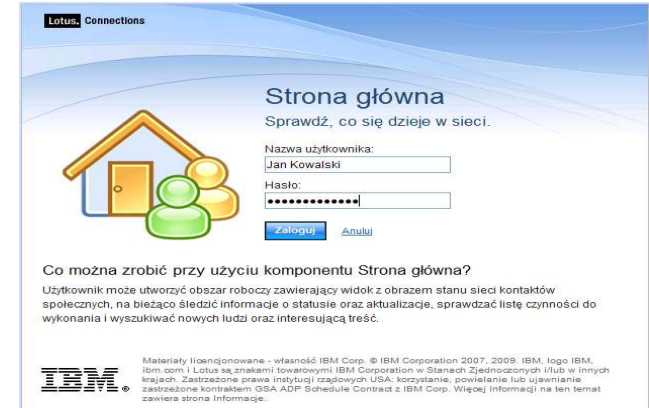 Lotus. Connections
Strona główna
Sprawdź, co się dzieje w sieci.
Nazwa użytkownika:
Jan Kowalski
Hasło:
•••••••••••••
Zaloguj Anuluj
Co można zrobić przy użyciu komponentu Strona główna?
Użytkownik może utworzyć obszar roboczy zawierający widok z obrazem stanu sieci kontaktów
społecznych, na bieżąco śledzić informacje o statusie oraz aktualizacje, sprawdzać listę czynności do
wykonania i wyszukiwać nowych ludzi oraz interesującą treść.
Materiały licencjonowane - własność IBM Corp. © IBM Corporation 2007, 2009. IBM, logo IBM,
ibm.com i Lotus są znakami towarowymi IBM Corporation w Stanach Zjednoczonych i/lub w innych
krajach. Zastrzeżone prawa instytucji rządowych USA: korzystanie, powielanie lub ujawnianie
zastrzeżone kontraktem GSA ADP Schedule Contract z IBM Corp. Więcej informacji na ten temat
zawiera strona Informacje.
IBM®